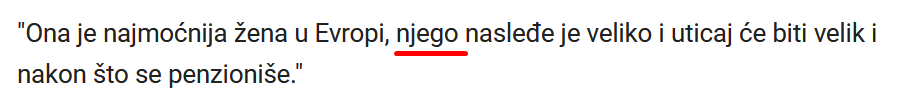 "Ona je najmoćnija žena u Evropi, njego nasleđe je veliko i uticaj će biti velik i
nakon što se penzioniše."